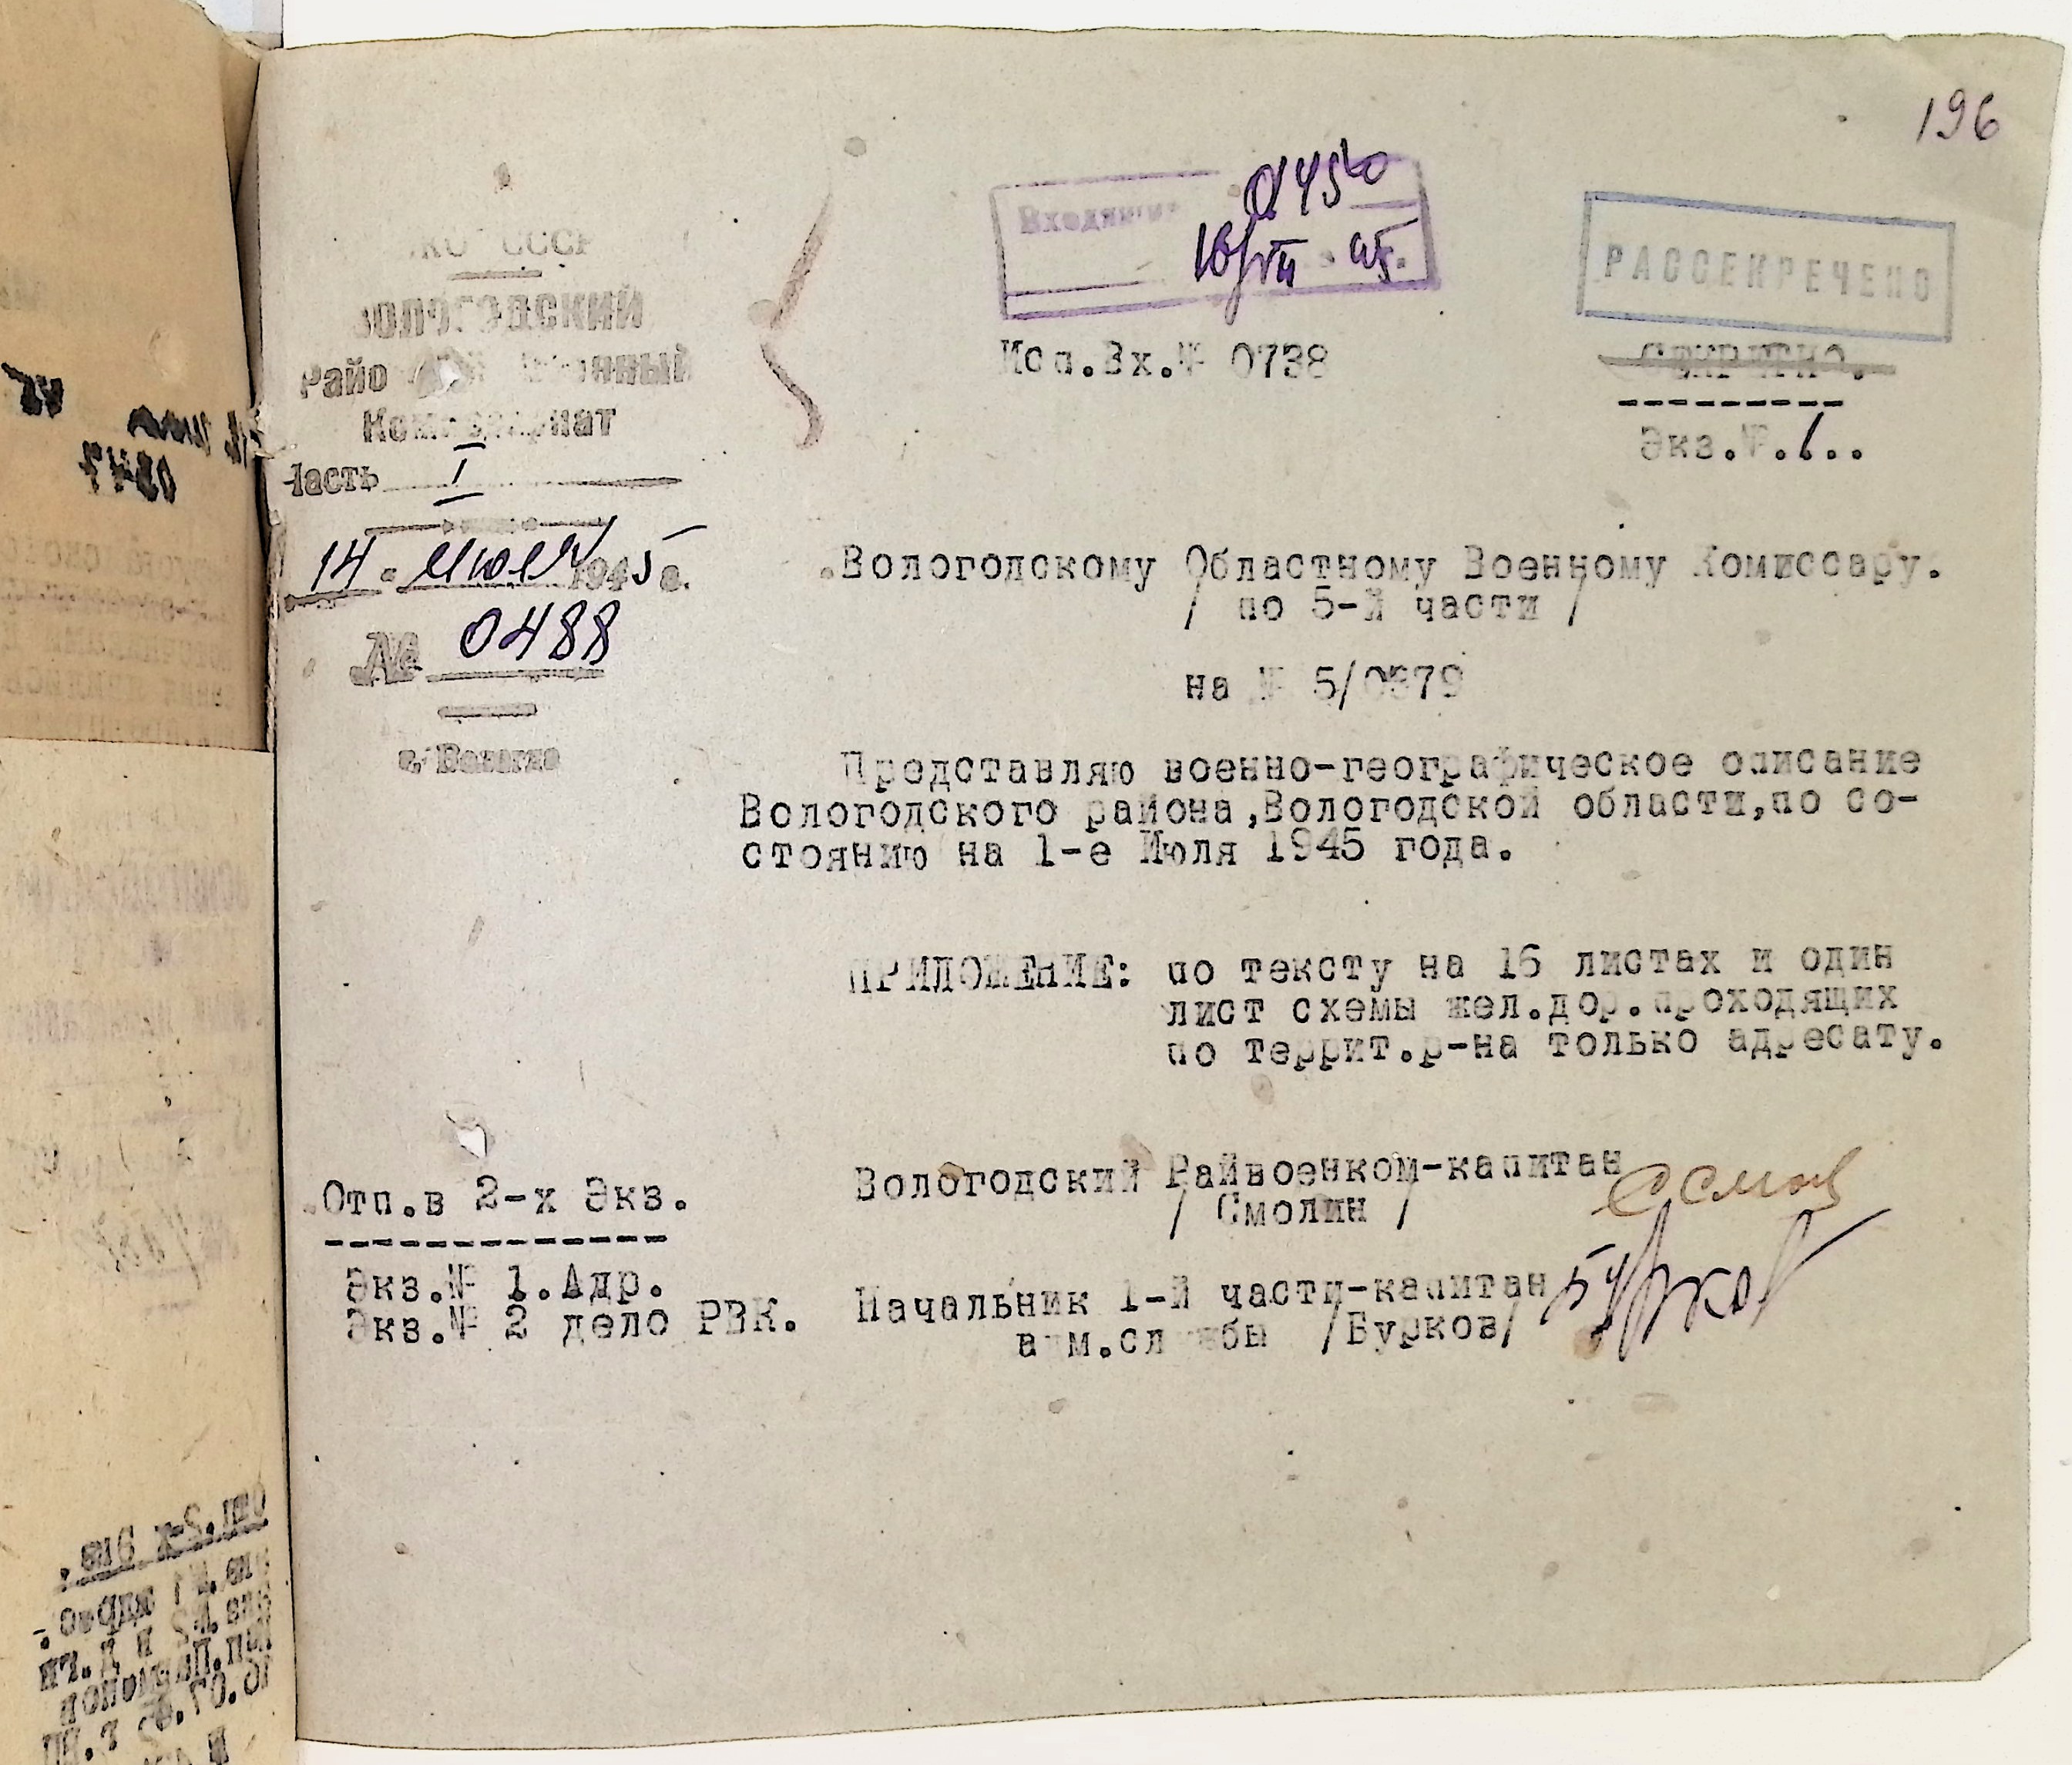 196
НКО СССР
ВОЛОГОДСКИЙ
Районный Военный
Комиссариат
Часть I
14 Июля 1945 г.
№ 0488
г. Вологда
Входящий
16/VII 45.
Исп.Вх.№ 0738
РАССЕКРЕЧЕНО
СЕКРЕТНО.
Экз.№.1..
Вологодскому Областному Военному Комиссару.
/ по 5-й части /
на № 5/0579
Представляю военно-географическое описание
Вологодского района,Вологодской области,по со-
стоянию на 1-е Июля 1945 года.
ПРИЛОЖЕНИЕ: по тексту на 16 листах и один
лист схемы жел.дор.проходящих
по террит.р-на только адресату.
Вологодский Райвоенком-капитан
/ Смолин /
Начальник 1-й части-капитан Бурков
адм.службы /Бурков/
Отп.в 2-х Экз.
Экз.№ 1.Адр.
Экз.№ 2 дело РВК.